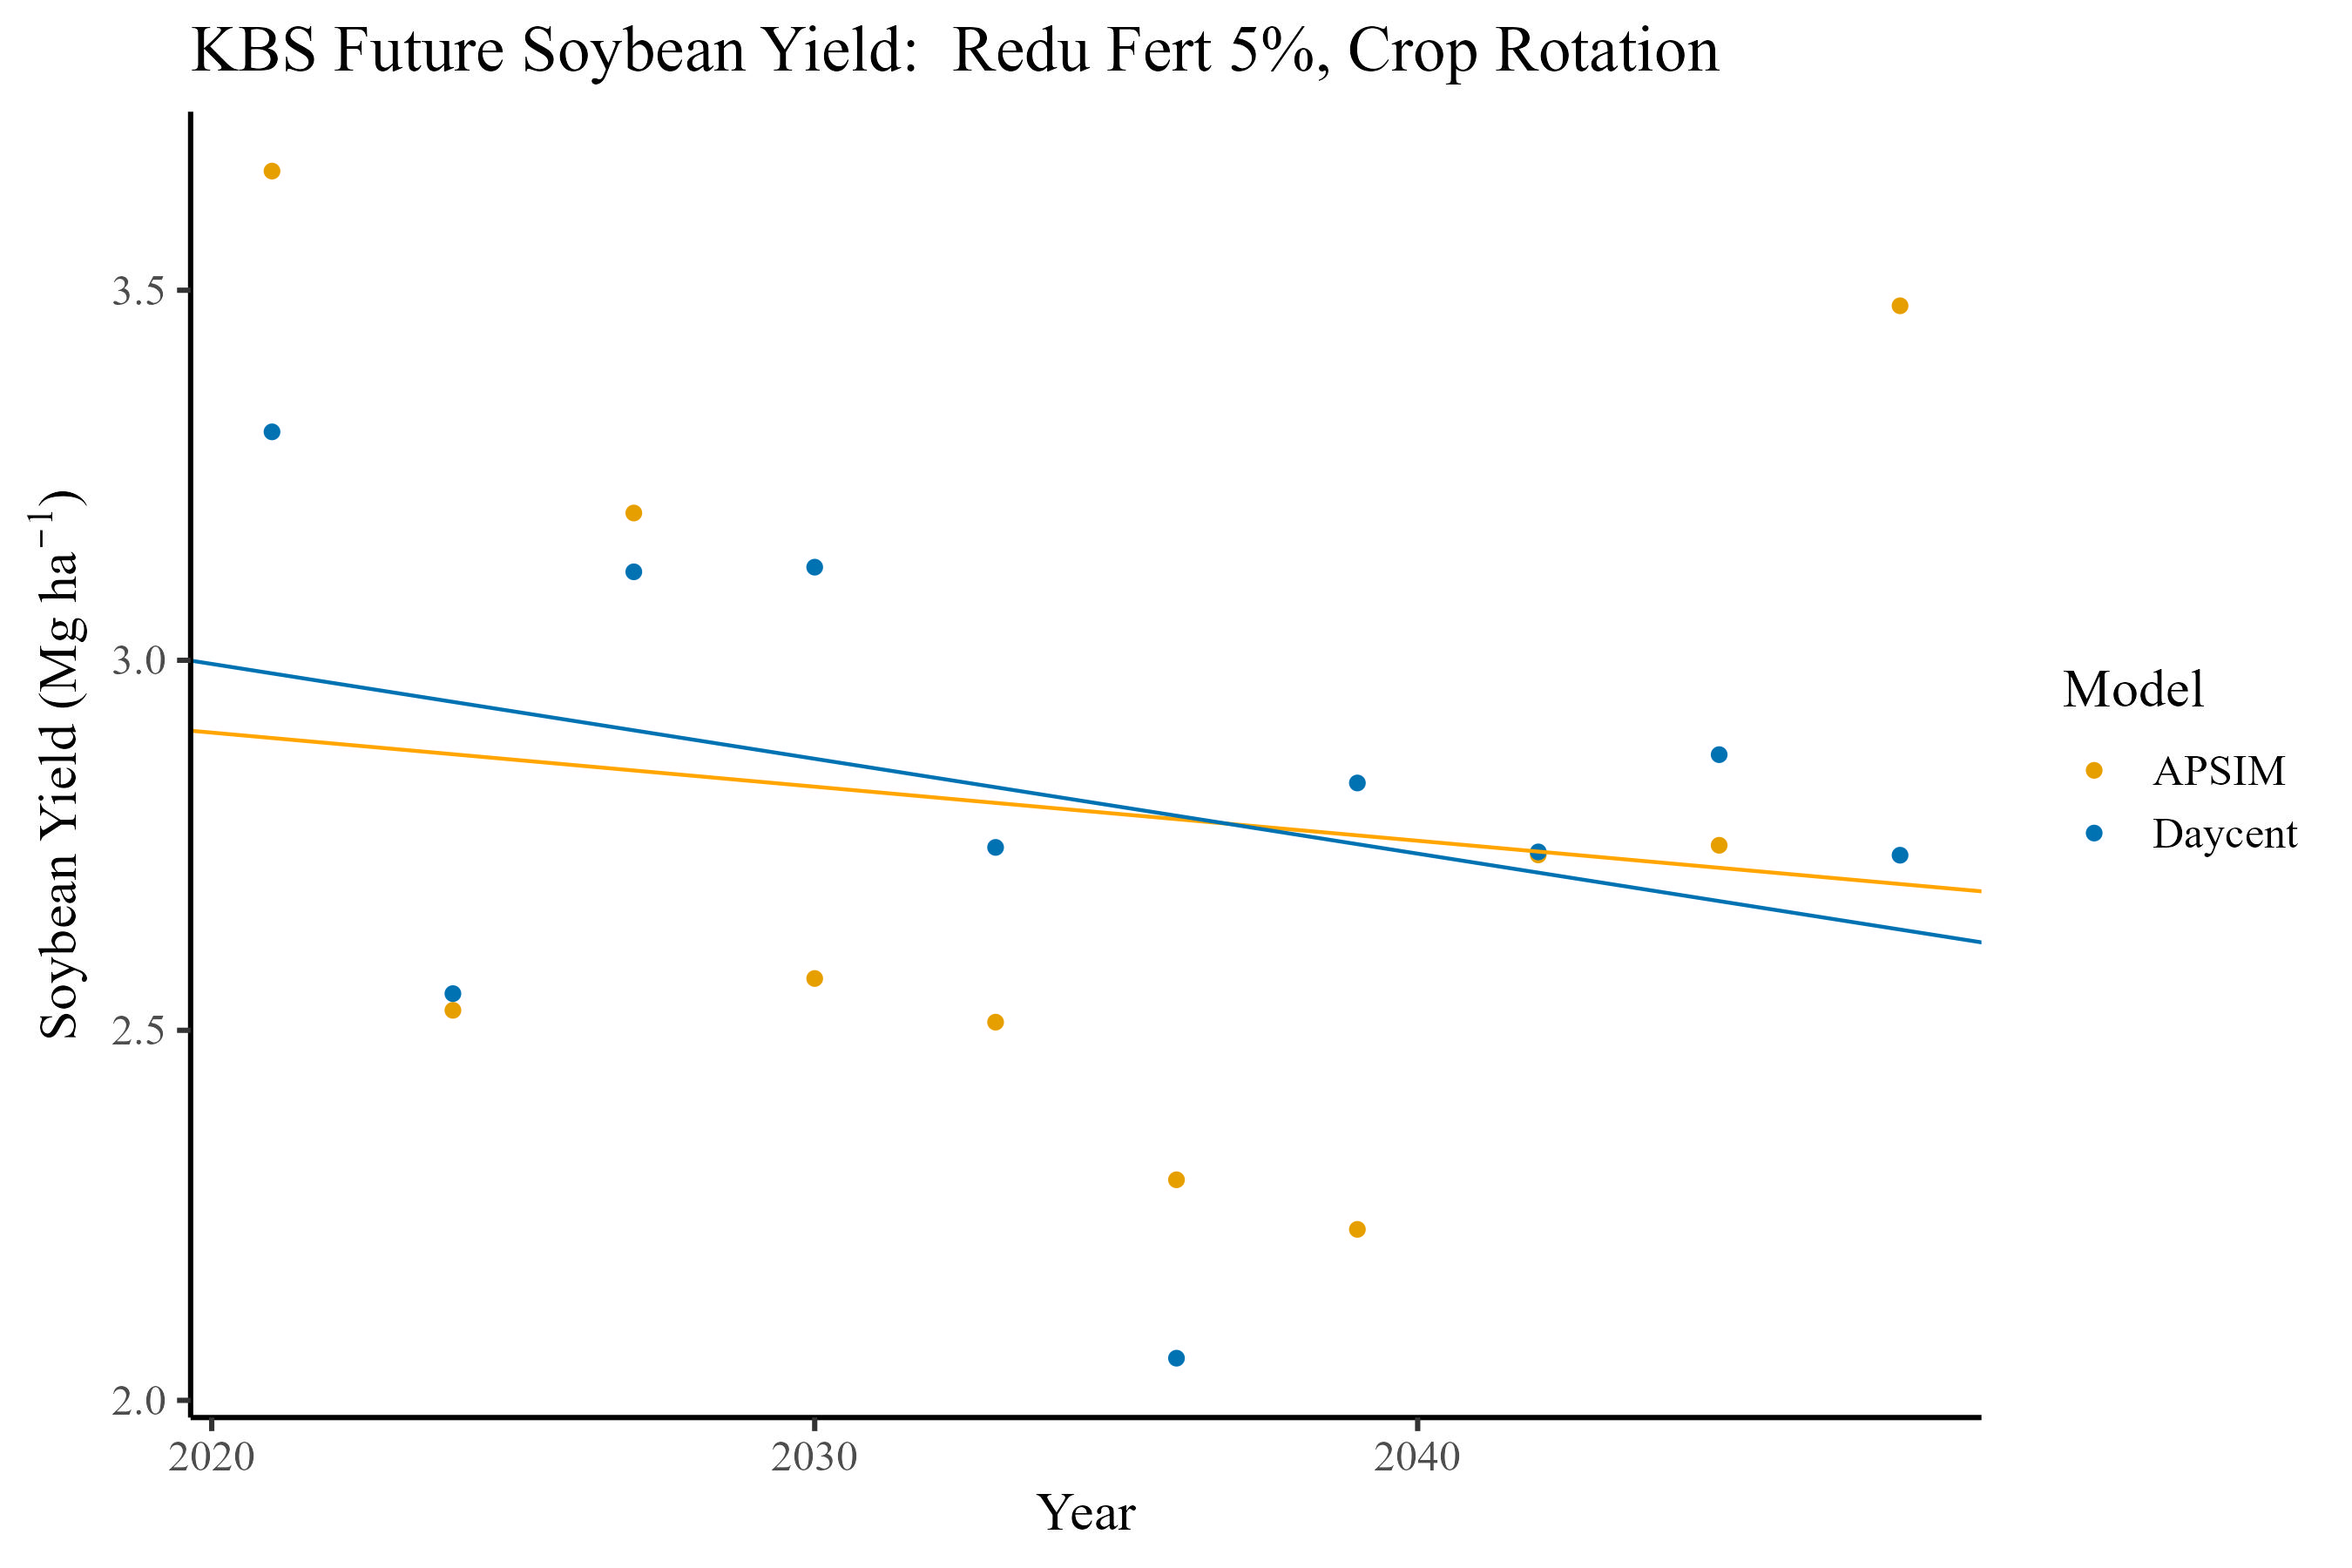 KBS Future Soybean Yield:  Redu Fert 5%, Crop Rotation
Soybean Yield (Mg ha⁻¹)
3.5
3.0
2.5
2.0
2020
2030
2040
Year
Model
APSIM
Daycent